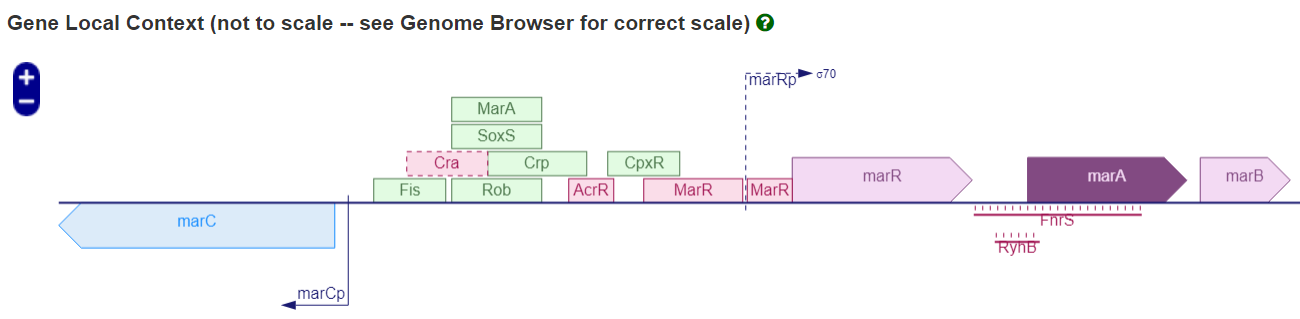 Gene Local Context (not to scale -- see Genome Browser for correct scale) ?
+
−
marRp σ70
MarA
SoxS
Cra Crp CpxR
Fis Rob AcrR MarR MarR
marR marA marB
marC
FnrS
RynB
marCp